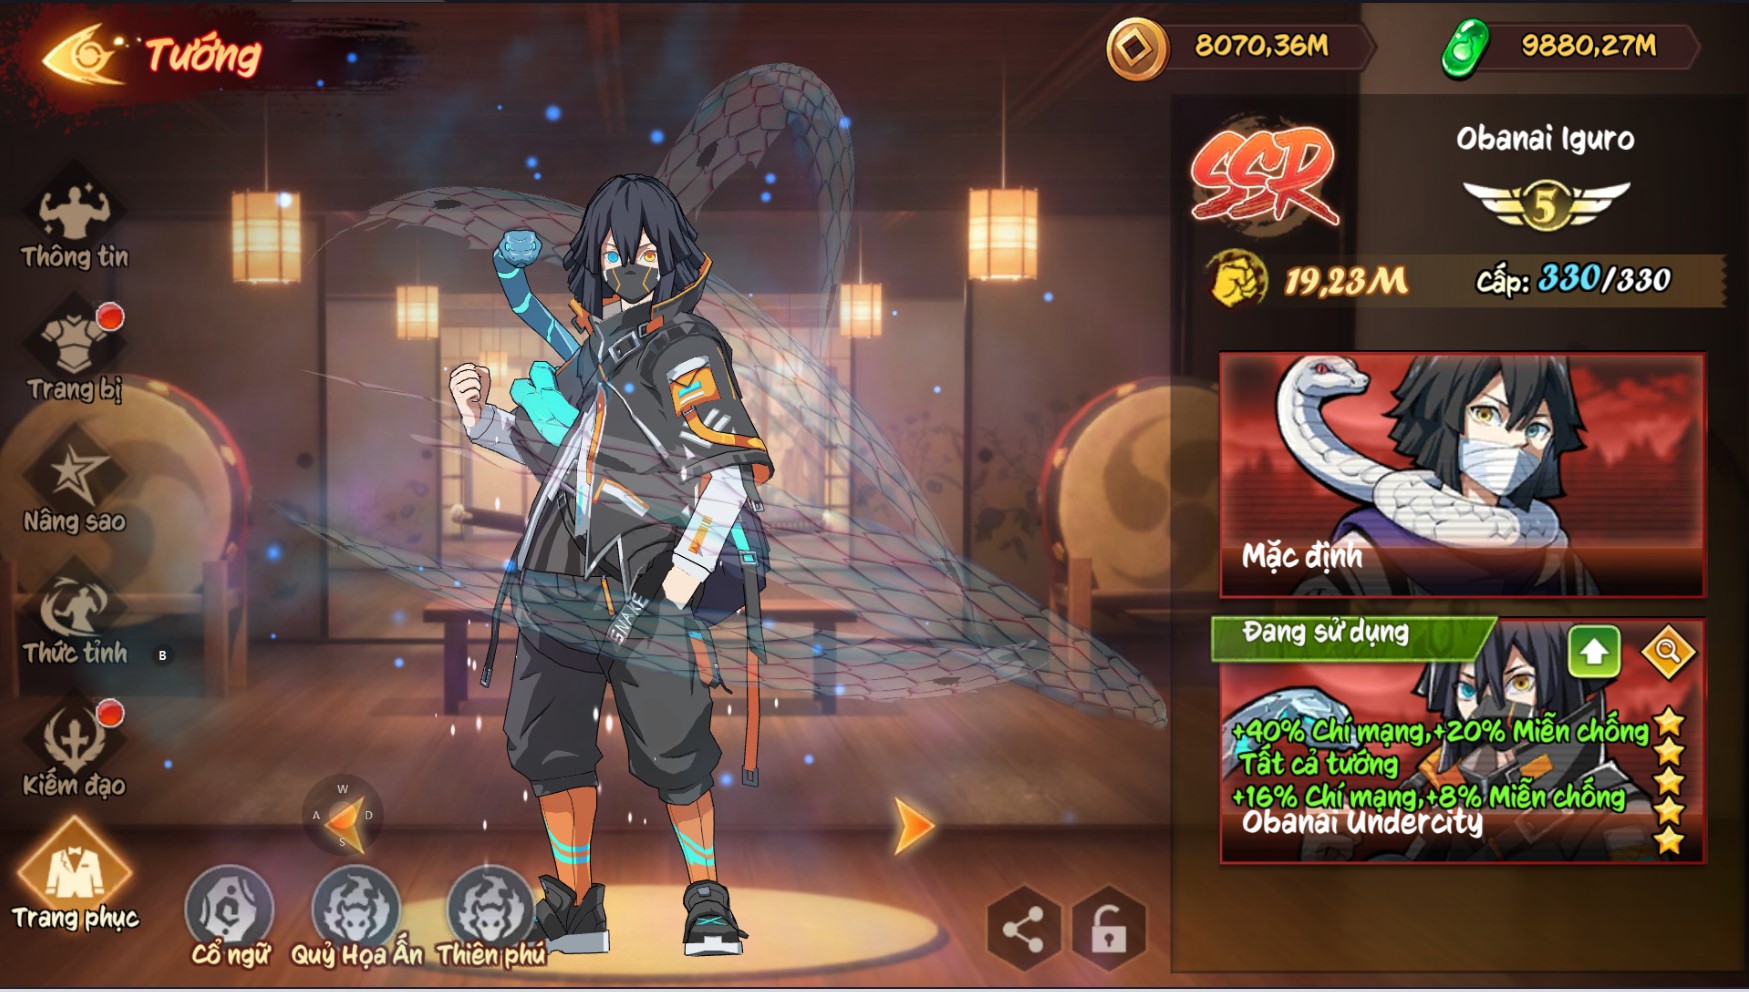 Tướng
8070,36M
9880,27M
SSR
Obanai Iguro
5
19,23M
Cấp: 330/330
Thông tin
Trang bị
Nâng sao
Thức tỉnh
B
Kiếm đạo
Trang phục
W
A
D
S
Cổ ngữ
Quỷ Họa Ấn
Thiên phú
SNAKE
Mặc định
Đang sử dụng
+40% Chí mạng,+20% Miễn chống
Tất cả tướng
+16% Chí mạng,+8% Miễn chống
Obanai Undercity